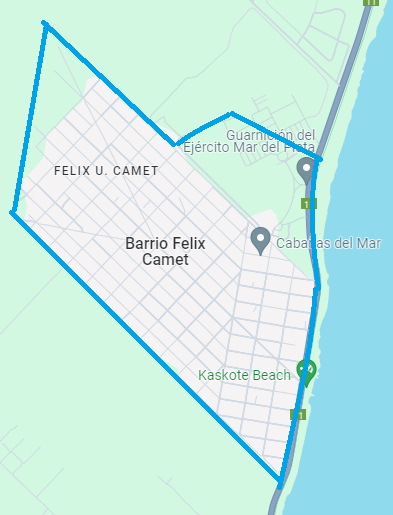 11
Guarnición del
Ejército Mar del Plata
FELIX U. CAMET
11
Barrio Felix
Camet
Cabañas del Mar
Kaskote Beach
11